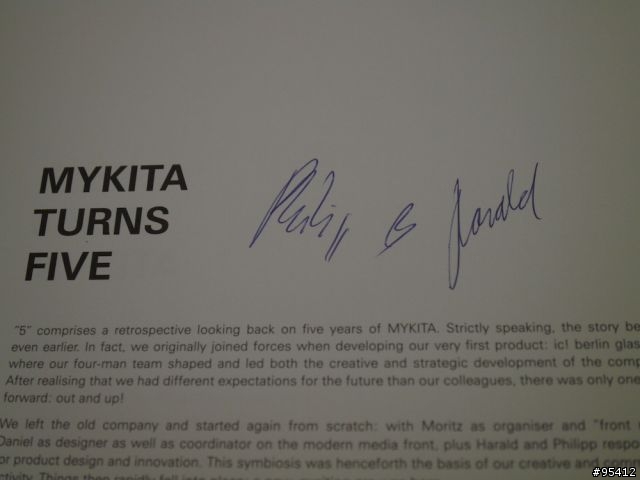 MYKITA
TURNS
FIVE
Philipp & Harald
"5" comprises a retrospective looking back on five years of MYKITA. Strictly speaking, the story be
even earlier. In fact, we originally joined forces when developing our very first product: ic! berlin glas
where our four-man team shaped and led both the creative and strategic development of the comp
After realising that we had different expectations for the future than our colleagues, there was only one
forward: out and up!
We left the old company and started again from scratch: with Moritz as organiser and "front
Daniel as designer as well as coordinator on the modern media front, plus Harald and Philipp respo
or product design and innovation. This symbiosis was henceforth the basis of our creative and com
#95412